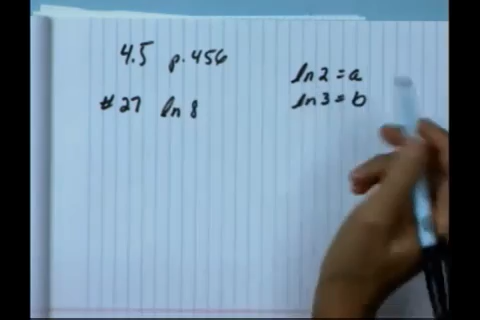 4.5 p.456
#27 ln 8
ln 2 = a
ln 3 = b